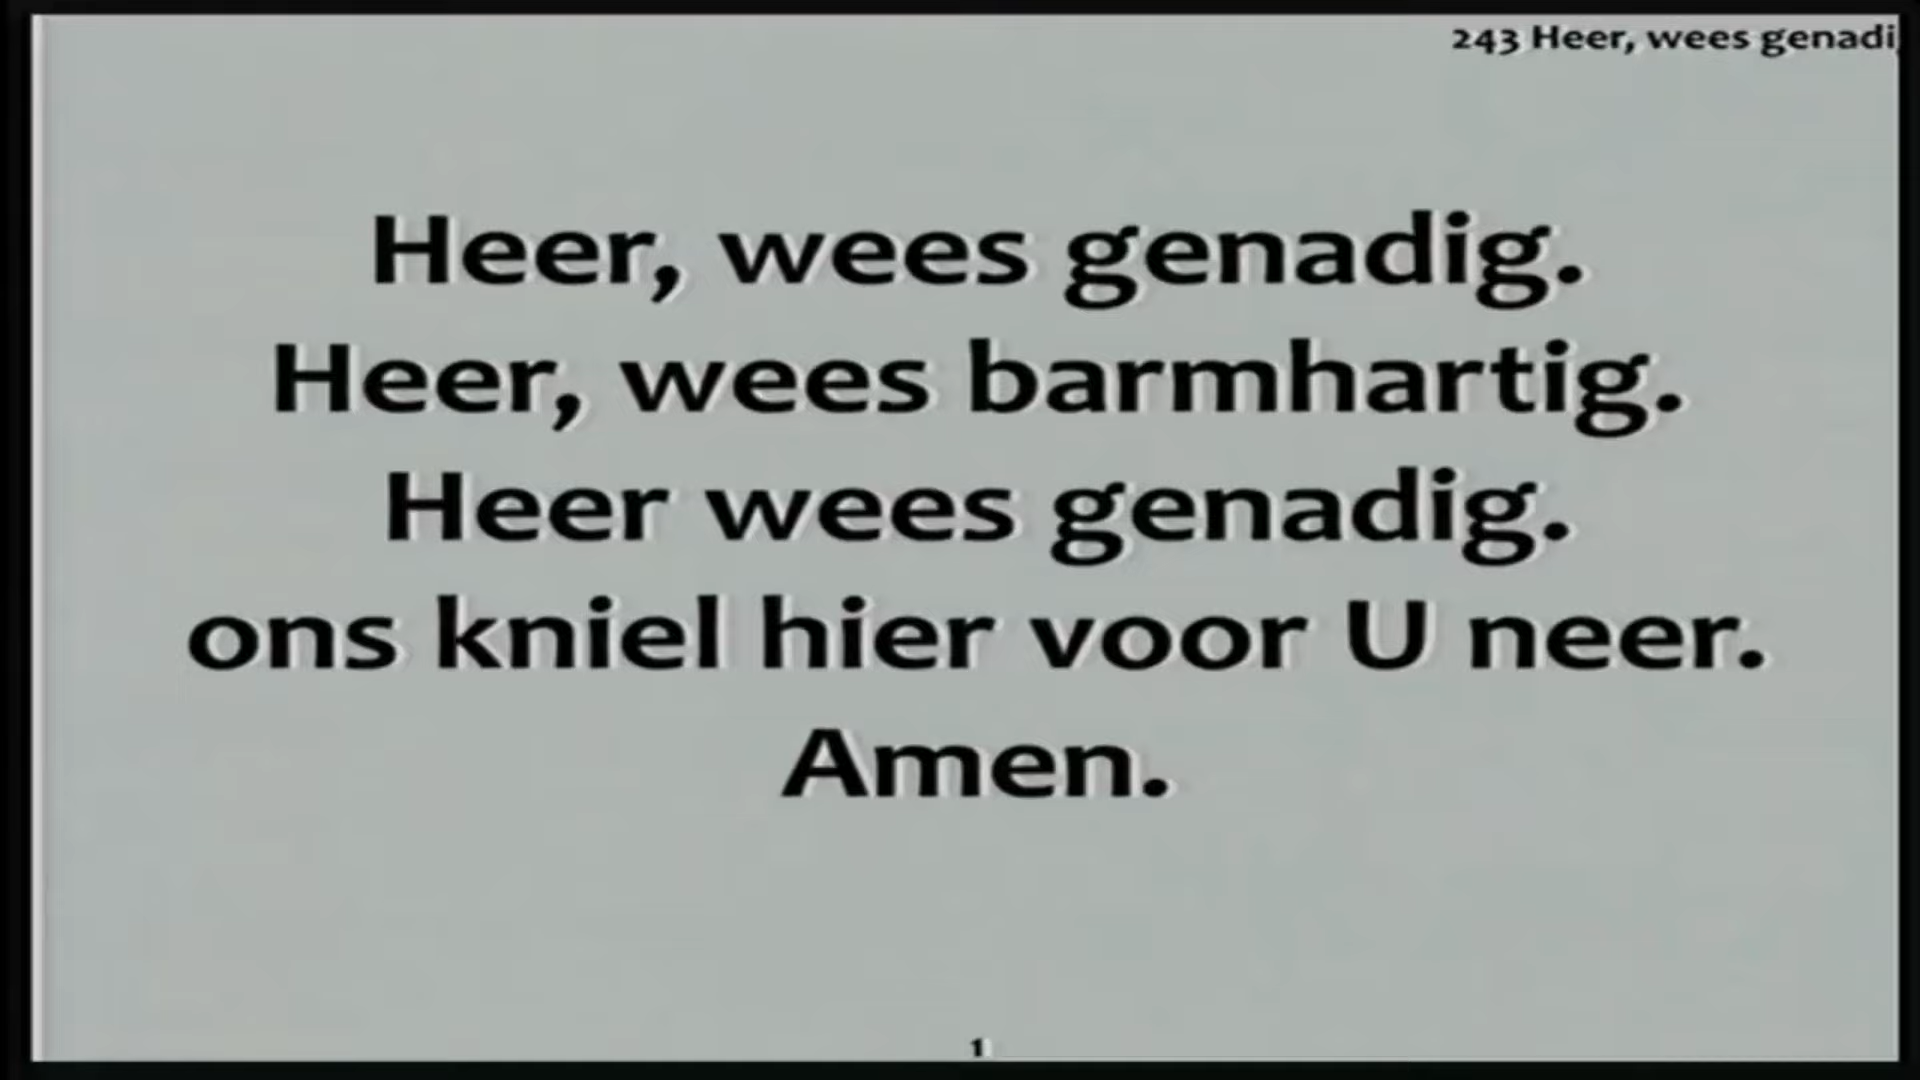 243 Heer, wees genadi
Heer, wees genadig.
Heer, wees barmhartig.
Heer wees genadig.
ons kniel hier voor U neer.
Amen.
1